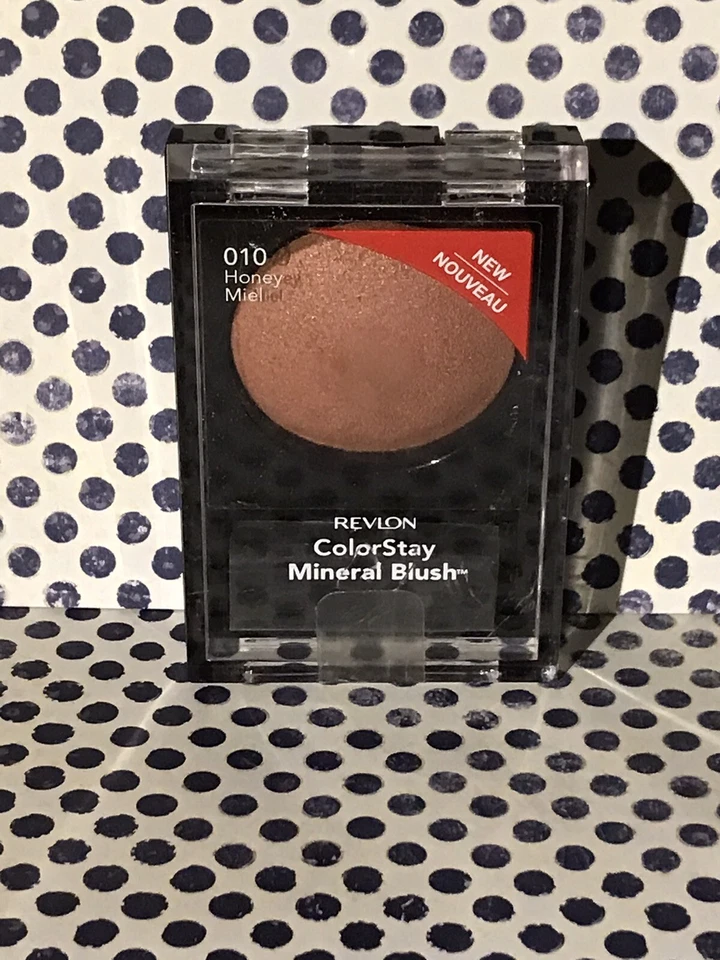 010
Honey
Miel
NEW
NOUVEAU
REVLON
ColorStay
Mineral Blush™